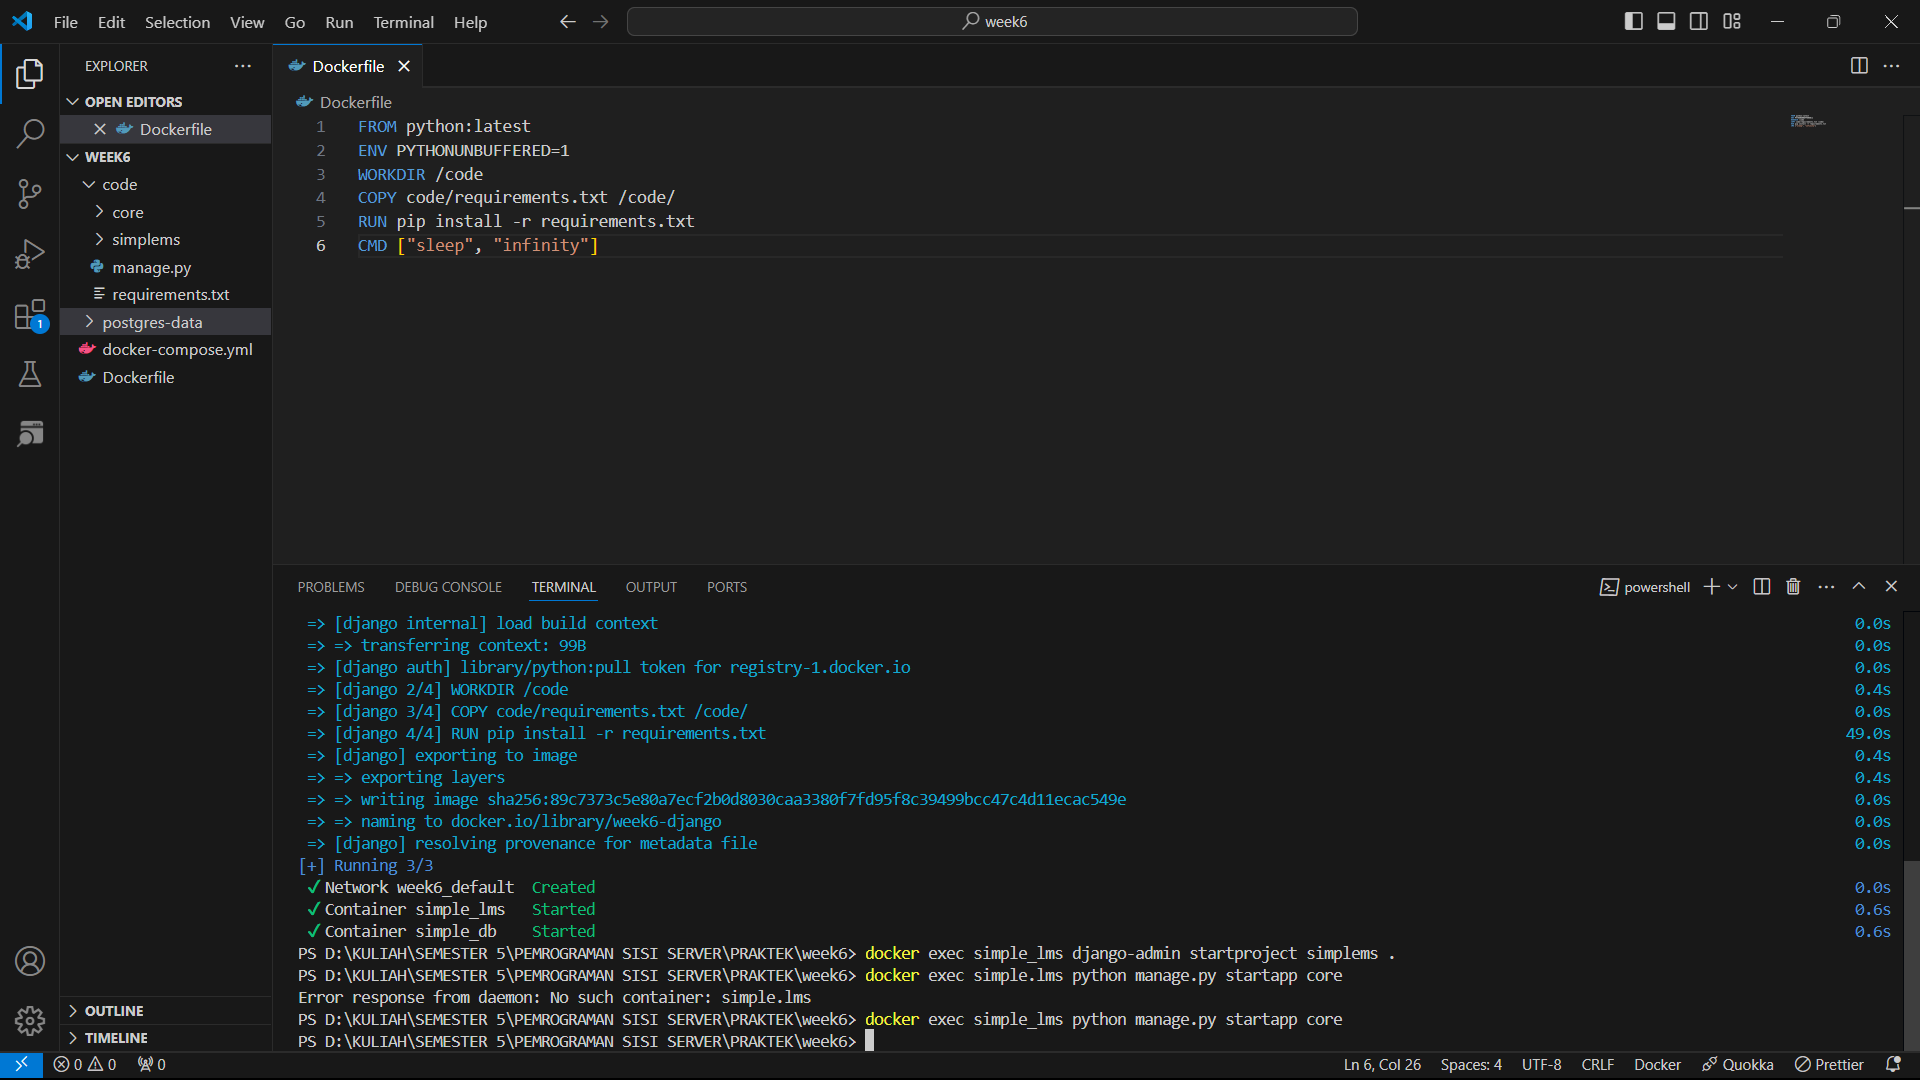 File Edit Selection View Go Run Terminal Help
week6
EXPLORER
OPEN EDITORS
Dockerfile
WEEK6
code
core
simplems
manage.py
requirements.txt
postgres-data
docker-compose.yml
Dockerfile
OUTLINE
TIMELINE
1
Dockerfile
Dockerfile
1 FROM python:latest
2 ENV PYTHONUNBUFFERED=1
3 WORKDIR /code
4 COPY code/requirements.txt /code/
5 RUN pip install -r requirements.txt
6 CMD ["sleep", "infinity"]
PROBLEMS DEBUG CONSOLE TERMINAL OUTPUT PORTS
powershell
=> [django internal] load build context 0.0s
=> => transferring context: 99B 0.0s
=> [django auth] library/python:pull token for registry-1.docker.io 0.0s
=> [django 2/4] WORKDIR /code 0.4s
=> [django 3/4] COPY code/requirements.txt /code/ 0.0s
=> [django 4/4] RUN pip install -r requirements.txt 49.0s
=> [django] exporting to image 0.4s
=> => exporting layers 0.4s
=> => writing image sha256:89c7373c5e80a7ecf2b0d8030caa3380f7fd95f8c39499bcc47c4d11ecac549e 0.0s
=> => naming to docker.io/library/week6-django 0.0s
=> [django] resolving provenance for metadata file 0.0s
[+] Running 3/3
✓ Network week6_default Created 0.0s
✓ Container simple_lms Started 0.6s
✓ Container simple_db Started 0.6s
PS D:\KULIAH\SEMESTER 5\PEMROGRAMAN SISI SERVER\PRAKTEK\week6> docker exec simple_lms django-admin startproject simplems .
PS D:\KULIAH\SEMESTER 5\PEMROGRAMAN SISI SERVER\PRAKTEK\week6> docker exec simple.lms python manage.py startapp core
Error response from daemon: No such container: simple.lms
PS D:\KULIAH\SEMESTER 5\PEMROGRAMAN SISI SERVER\PRAKTEK\week6> docker exec simple_lms python manage.py startapp core
PS D:\KULIAH\SEMESTER 5\PEMROGRAMAN SISI SERVER\PRAKTEK\week6>
0 0 0 Ln 6, Col 26 Spaces: 4 UTF-8 CRLF Docker Quokka Prettier